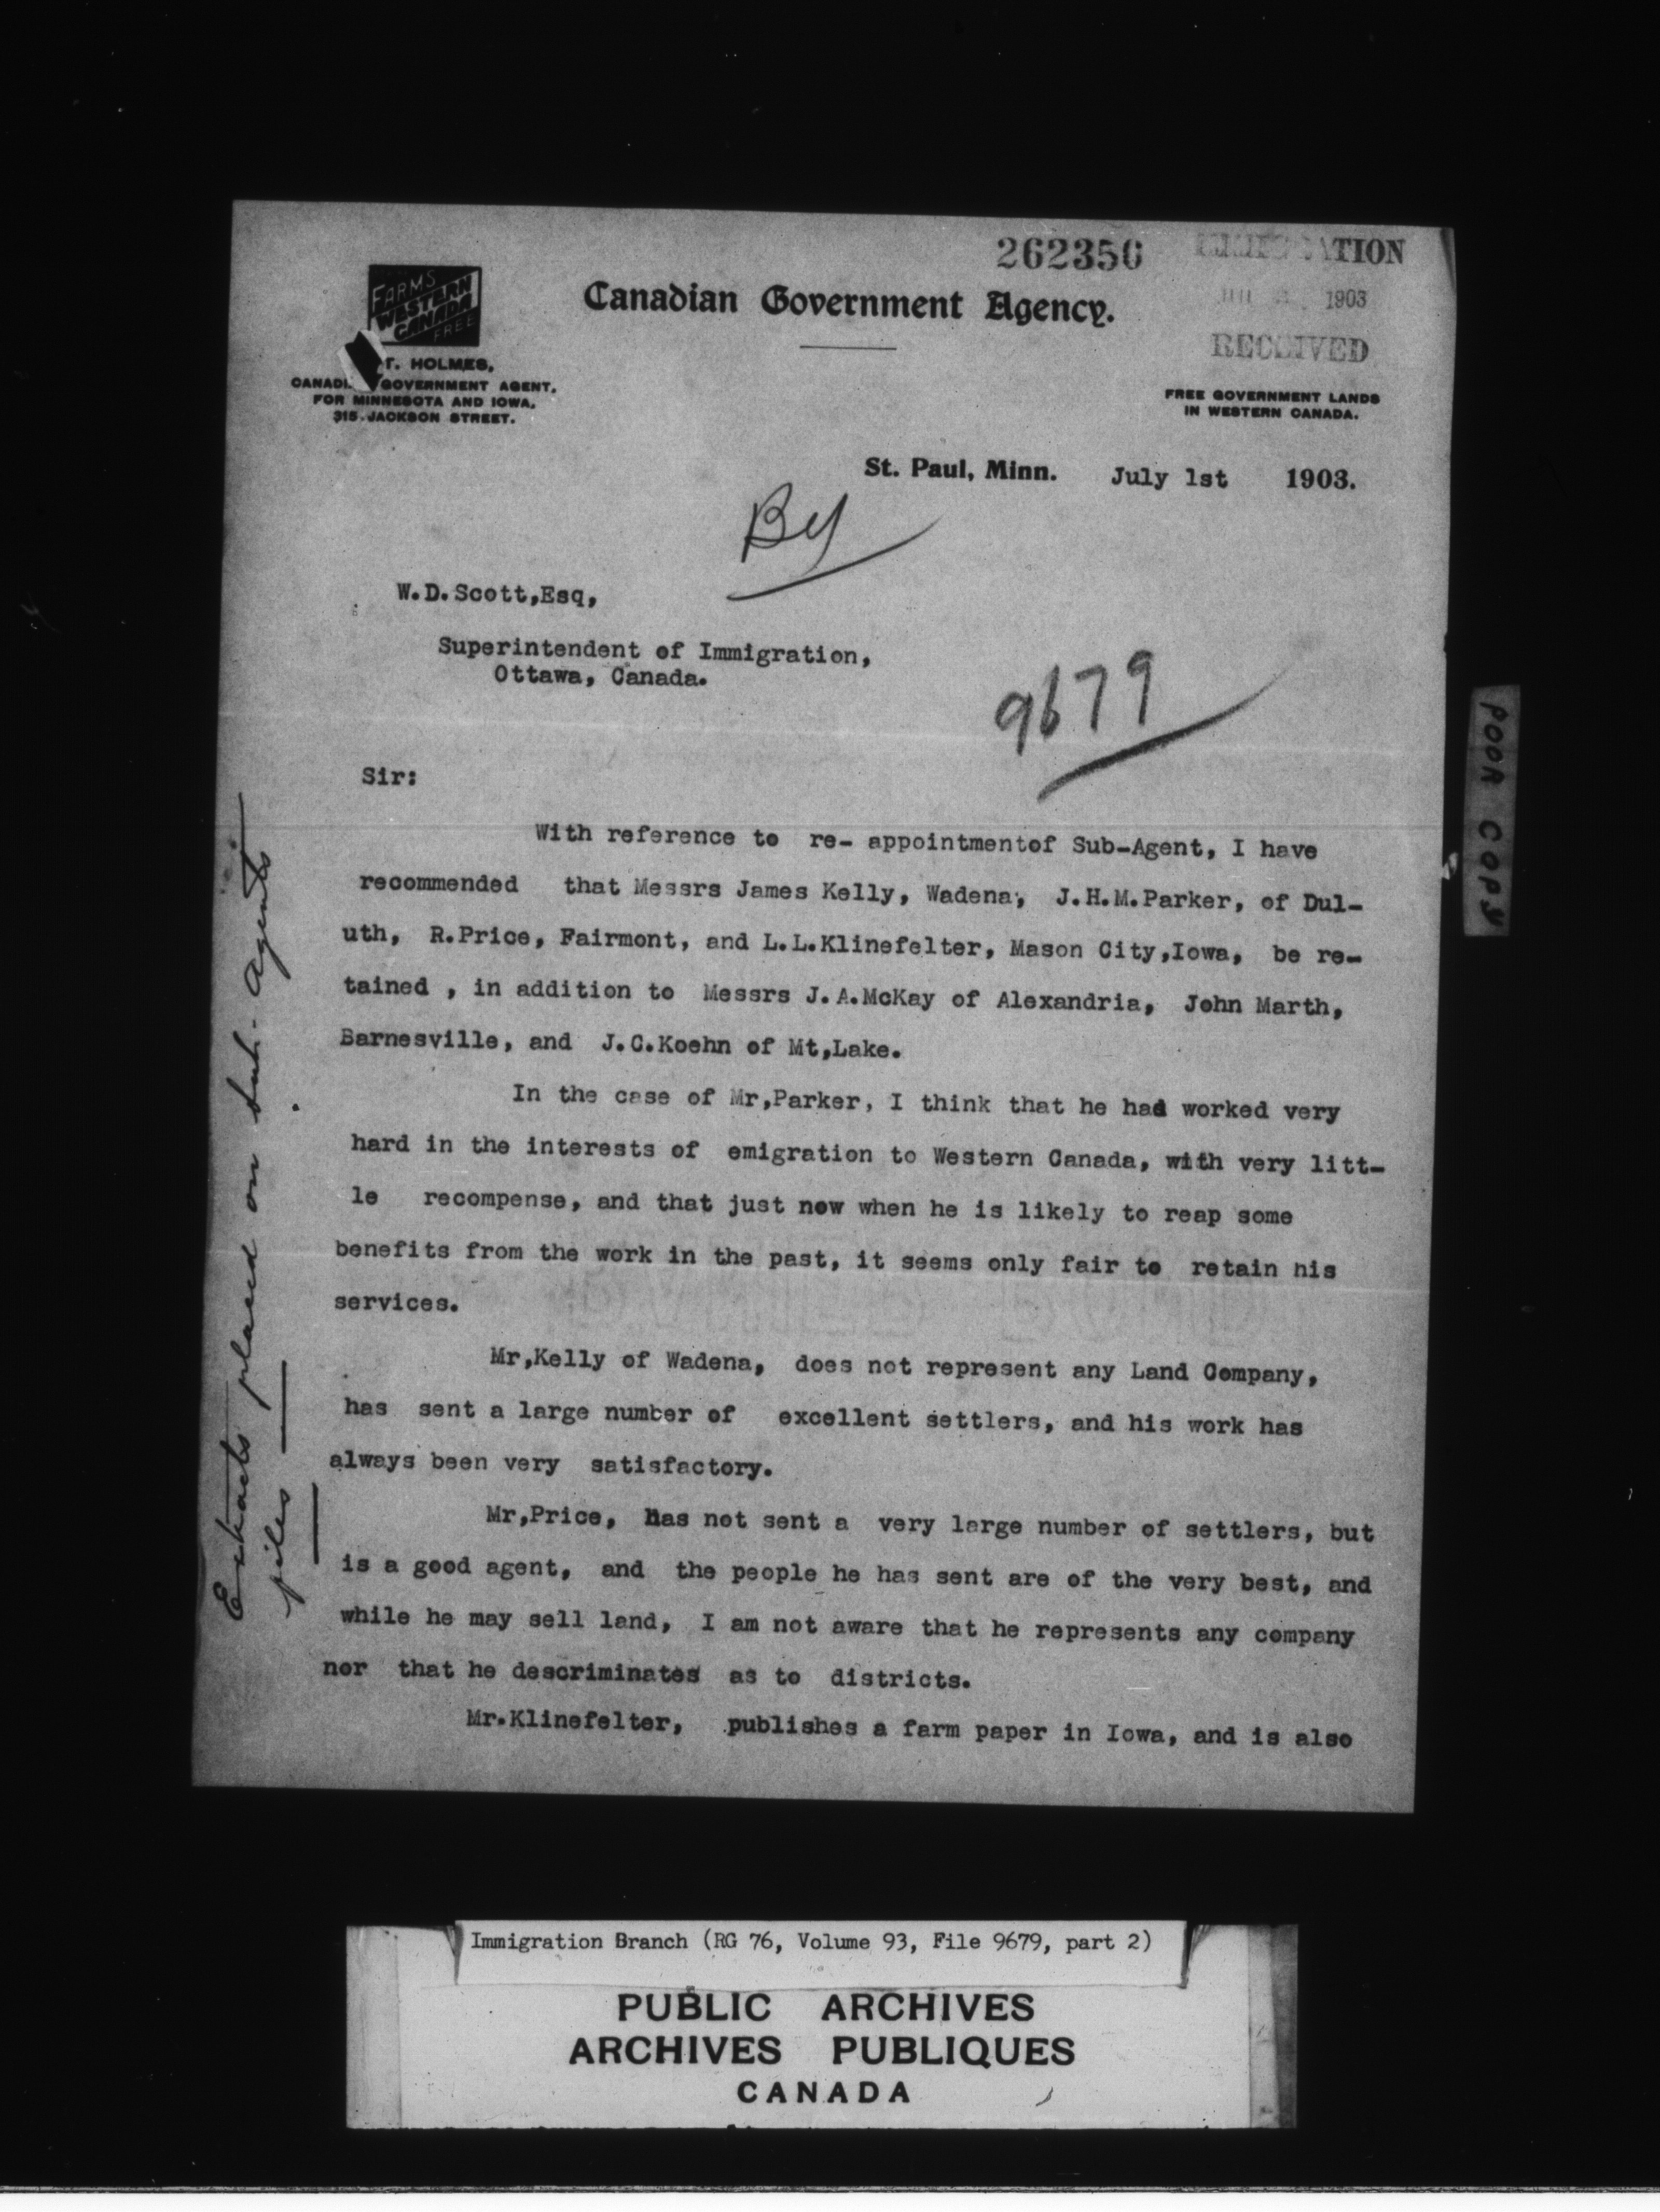 262356
TION
1903
RECEIVED
FARMS
WESTERN
CANADA
FREE
Canadian Government Agency.
T. HOLMES,
GOVERNMENT AGENT,
FOR MINNESOTA AND IOWA.
315 JACKSON STREET.
FREE GOVERNMENT LANDS
IN WESTERN CANADA.
St. Paul, Minn. July 1st 1903.
By
W.D.Scott,Esq,
Superintendent of Immigration,
Ottawa, Canada.
9679
Sir:
With reference to re- appointmentof Sub-Agent, I have
recommended that Messrs James Kelly, Wadena, J.H.M.Parker, of Dul-
uth, R.Price, Fairmont, and L.L.Klinefelter, Mason City,Iowa, be re-
tained , in addition to Messrs J.A.McKay of Alexandria, John Marth,
Barnesville, and J.C.Koehn of Mt,Lake.
In the case of Mr,Parker, I think that he had worked very
hard in the interests of emigration to Western Canada, with very litt-
le recompense, and that just now when he is likely to reap some
benefits from the work in the past, it seems only fair to retain his
services.
Mr,Kelly of Wadena, does not represent any Land Company,
has sent a large number of excellent settlers, and his work has
always been very satisfactory.
Mr,Price, has not sent a very large number of settlers, but
is a good agent, and the people he has sent are of the very best, and
while he may sell land, I am not aware that he represents any company
nor that he descriminates as to districts.
Mr.Klinefelter, publishes a farm paper in Iowa, and is also
Extracts placed on sub. Agents
files
POOR COPY
Immigration Branch (RG 76, Volume 93, File 9679, part 2)
PUBLIC ARCHIVES
ARCHIVES PUBLIQUES
CANADA